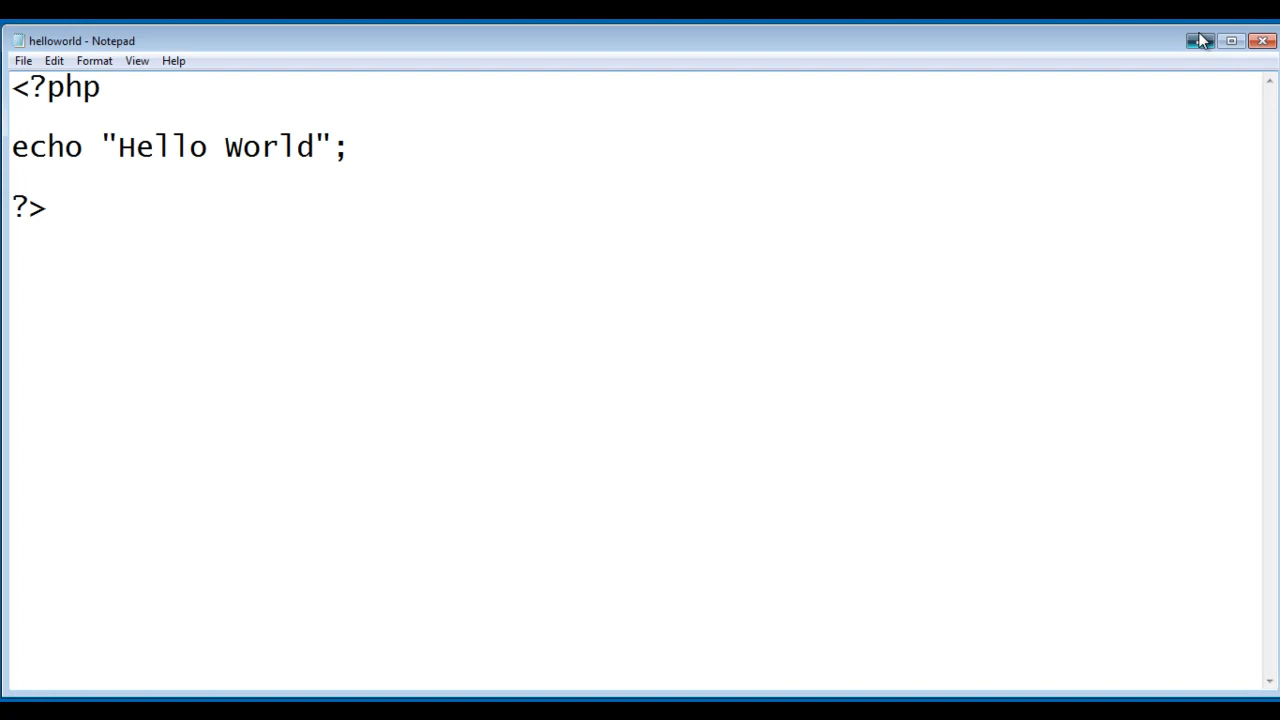 helloworld - Notepad
File Edit Format View Help
<?php
echo "Hello World";
?>